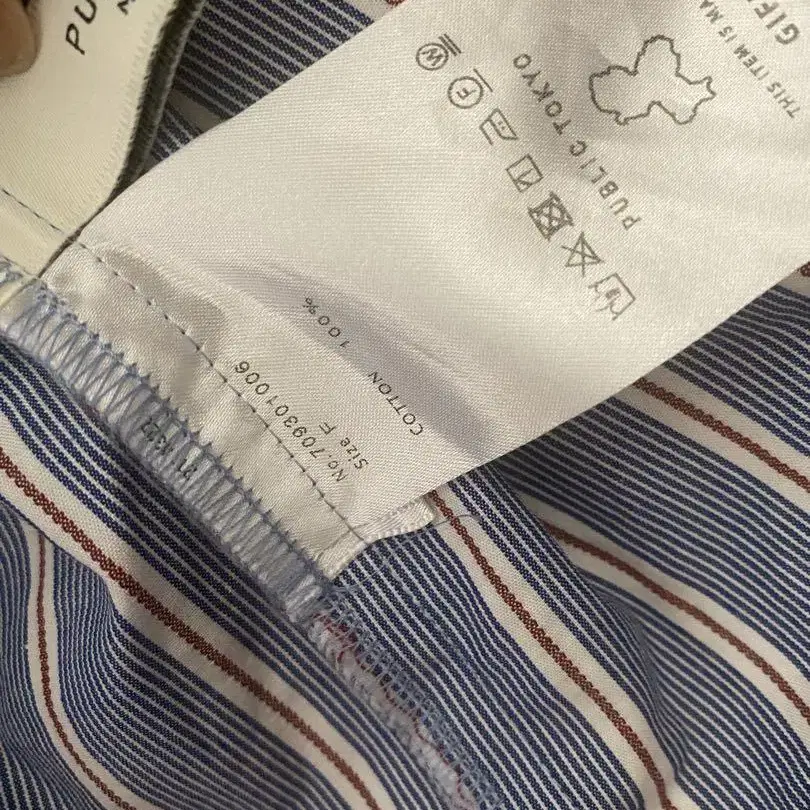 PU
No.709301006
Size F
COTTON 100%
PUBLIC TOKYO
W
F
THIS ITEM IS MA
GIF